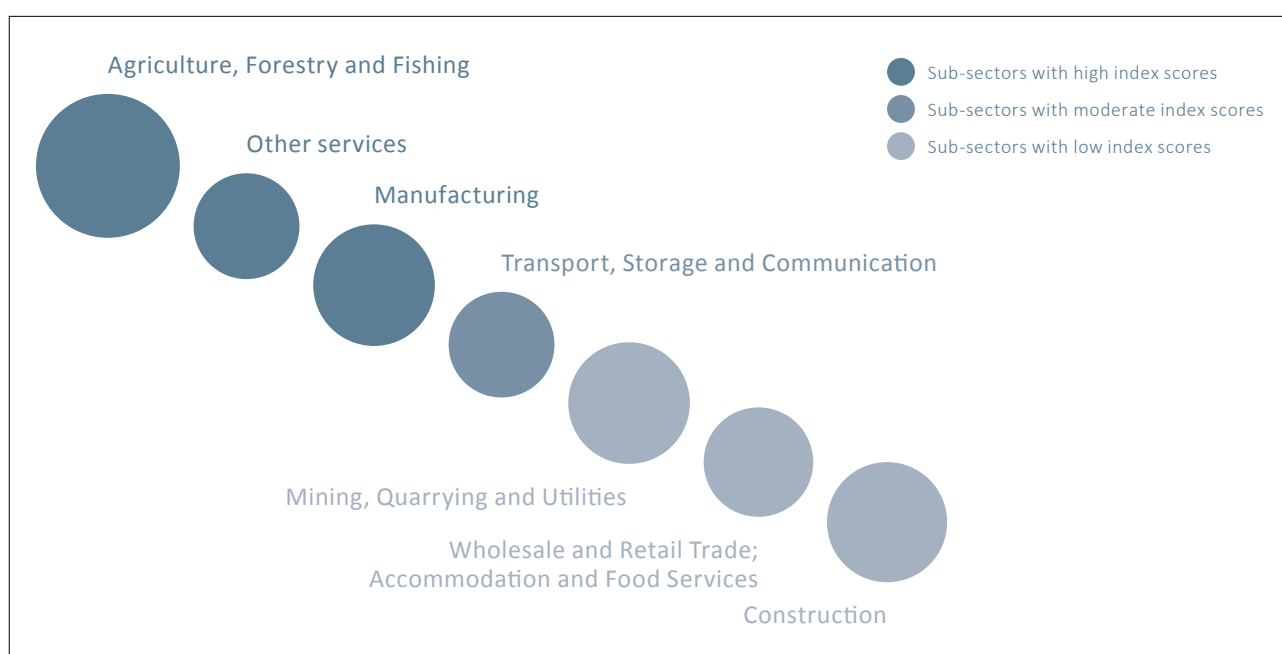 Agriculture, Forestry and Fishing
Other services
Manufacturing
Transport, Storage and Communication
Mining, Quarrying and Utilities
Wholesale and Retail Trade;
Accommodation and Food Services
Construction
Sub-sectors with high index scores
Sub-sectors with moderate index scores
Sub-sectors with low index scores